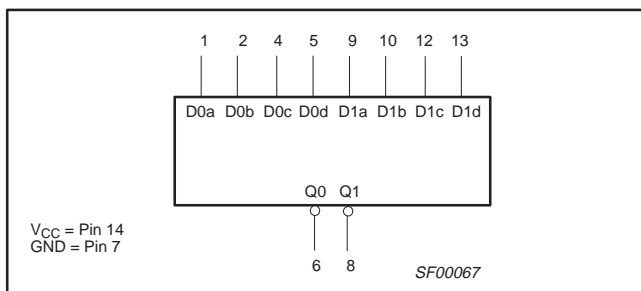 1 2 4 5 9 10 12 13
D0a D0b D0c D0d D1a D1b D1c D1d
Q0 Q1
VCC = Pin 14
GND = Pin 7
6 8
SF00067